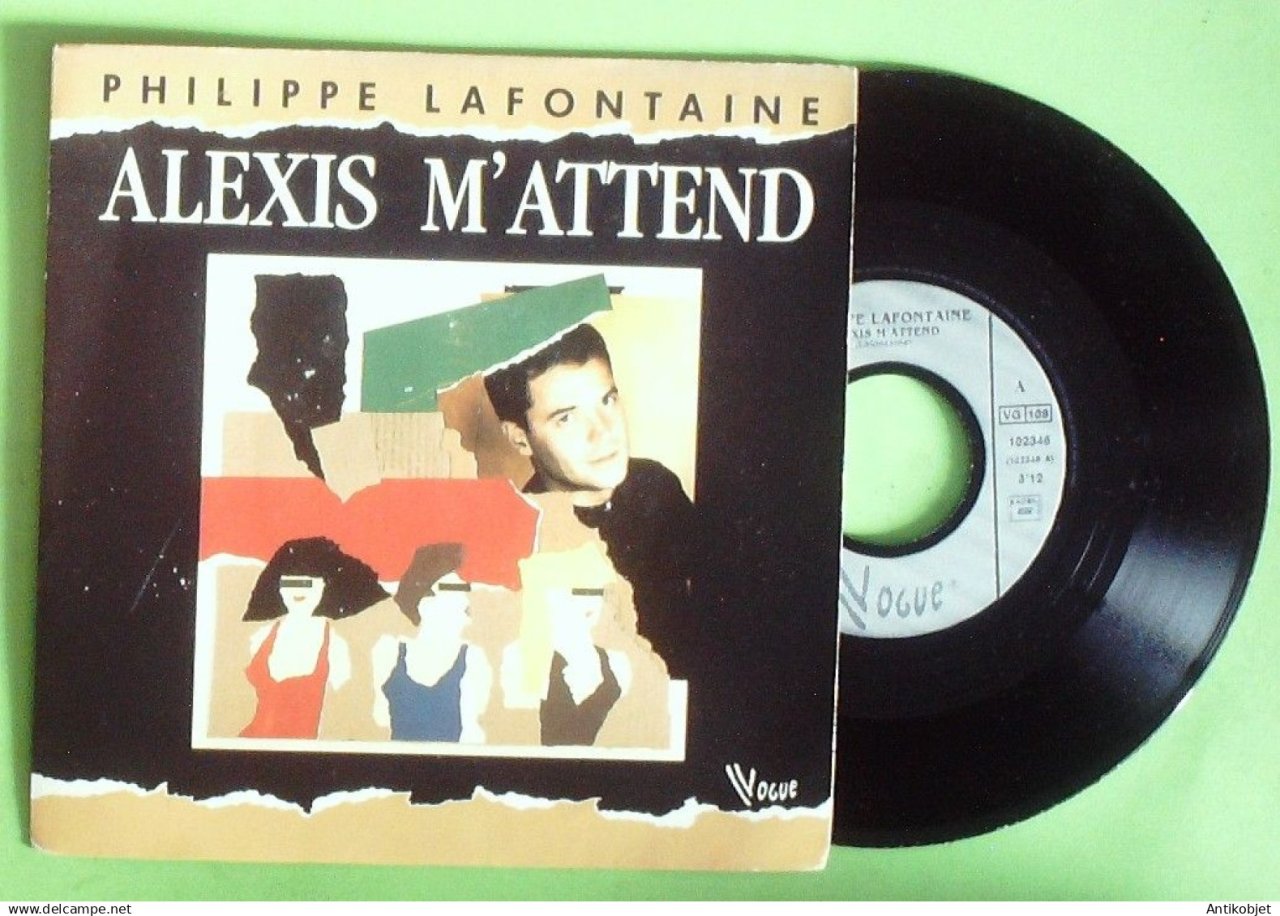 PHILIPPE LAFONTAINE
ALEXIS M'ATTEND
Vogue
PE LAFONTAINE
XIS M'ATTEND
A
VG 108
102346
3'12
Vogue
www.delcampe.net
Antikobjet